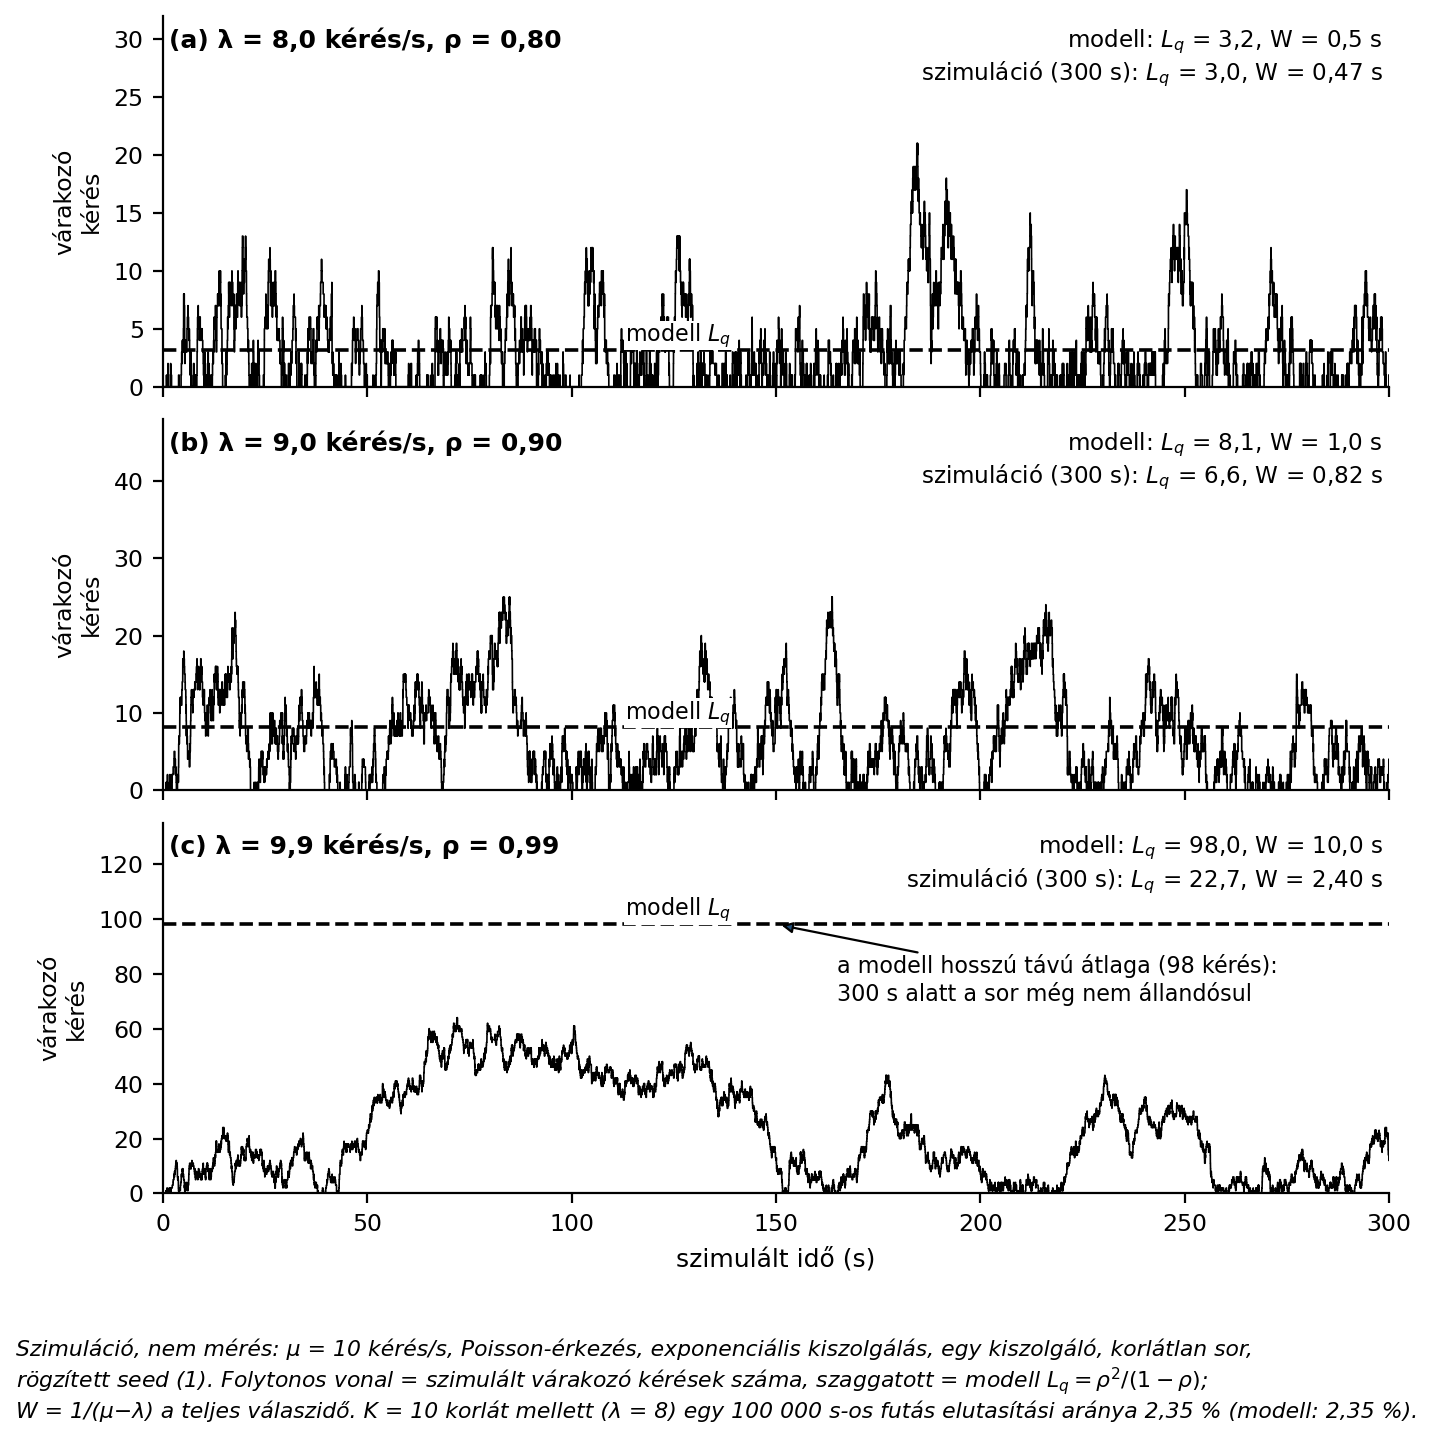 (a) λ = 8,0 kérés/s, ρ = 0,80
modell: Lq = 3,2, W = 0,5 s
szimuláció (300 s): Lq = 3,0, W = 0,47 s
30
25
20
15
10
5
0
várakozó
kérés
modell Lq
(b) λ = 9,0 kérés/s, ρ = 0,90
modell: Lq = 8,1, W = 1,0 s
szimuláció (300 s): Lq = 6,6, W = 0,82 s
40
30
20
10
0
várakozó
kérés
modell Lq
(c) λ = 9,9 kérés/s, ρ = 0,99
modell: Lq = 98,0, W = 10,0 s
szimuláció (300 s): Lq = 22,7, W = 2,40 s
120
100
80
60
40
20
0
várakozó
kérés
modell Lq
a modell hosszú távú átlaga (98 kérés):
300 s alatt a sor még nem állandósul
0 50 100 150 200 250 300
szimulált idő (s)
Szimuláció, nem mérés: μ = 10 kérés/s, Poisson-érkezés, exponenciális kiszolgálás, egy kiszolgáló, korlátlan sor,
rögzített seed (1). Folytonos vonal = szimulált várakozó kérések száma, szaggatott = modell Lq = ρ²/(1 − ρ);
W = 1/(μ−λ) a teljes válaszidő. K = 10 korlát mellett (λ = 8) egy 100 000 s-os futás elutasítási aránya 2,35 % (modell: 2,35 %).